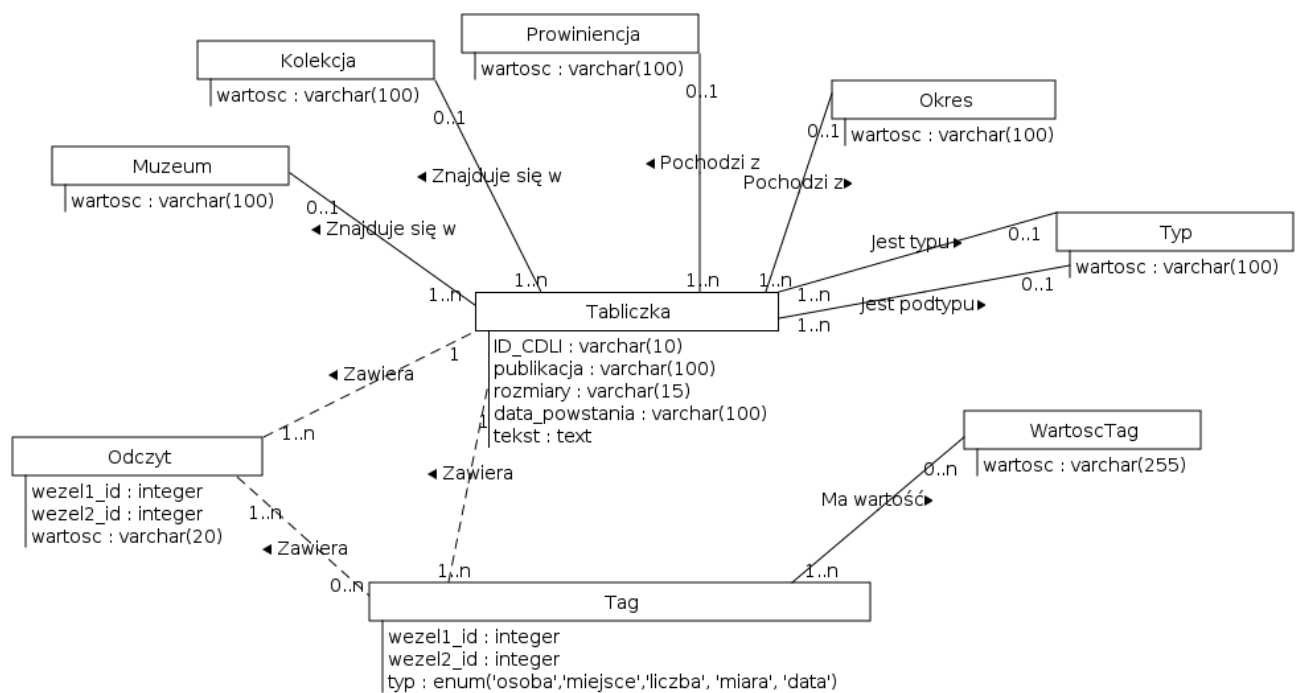 Prowiniencja
wartosc : varchar(100)
0..1
Kolekcja
wartosc : varchar(100)
0..1
Okres
wartosc : varchar(100)
0..1
Muzeum
wartosc : varchar(100)
0..1
◄ Znajduje się w
◄ Znajduje się w
◄ Pochodzi z
Pochodzi z►
Typ
wartosc : varchar(100)
Jest typu►
0..1
Jest podtypu►
0..1
1..n
1..n
1..n
1..n
1..n
1..n
Tabliczka
ID_CDLI : varchar(10)
publikacja : varchar(100)
rozmiary : varchar(15)
data_powstania : varchar(100)
tekst : text
1
◄ Zawiera
1..n
1
◄ Zawiera
1..n
Odczyt
wezel1_id : integer
wezel2_id : integer
wartosc : varchar(20)
1..n
◄ Zawiera
0..n
WartoscTag
wartosc : varchar(255)
0..n
Ma wartość►
1..n
Tag
wezel1_id : integer
wezel2_id : integer
typ : enum('osoba','miejsce','liczba', 'miara', 'data')